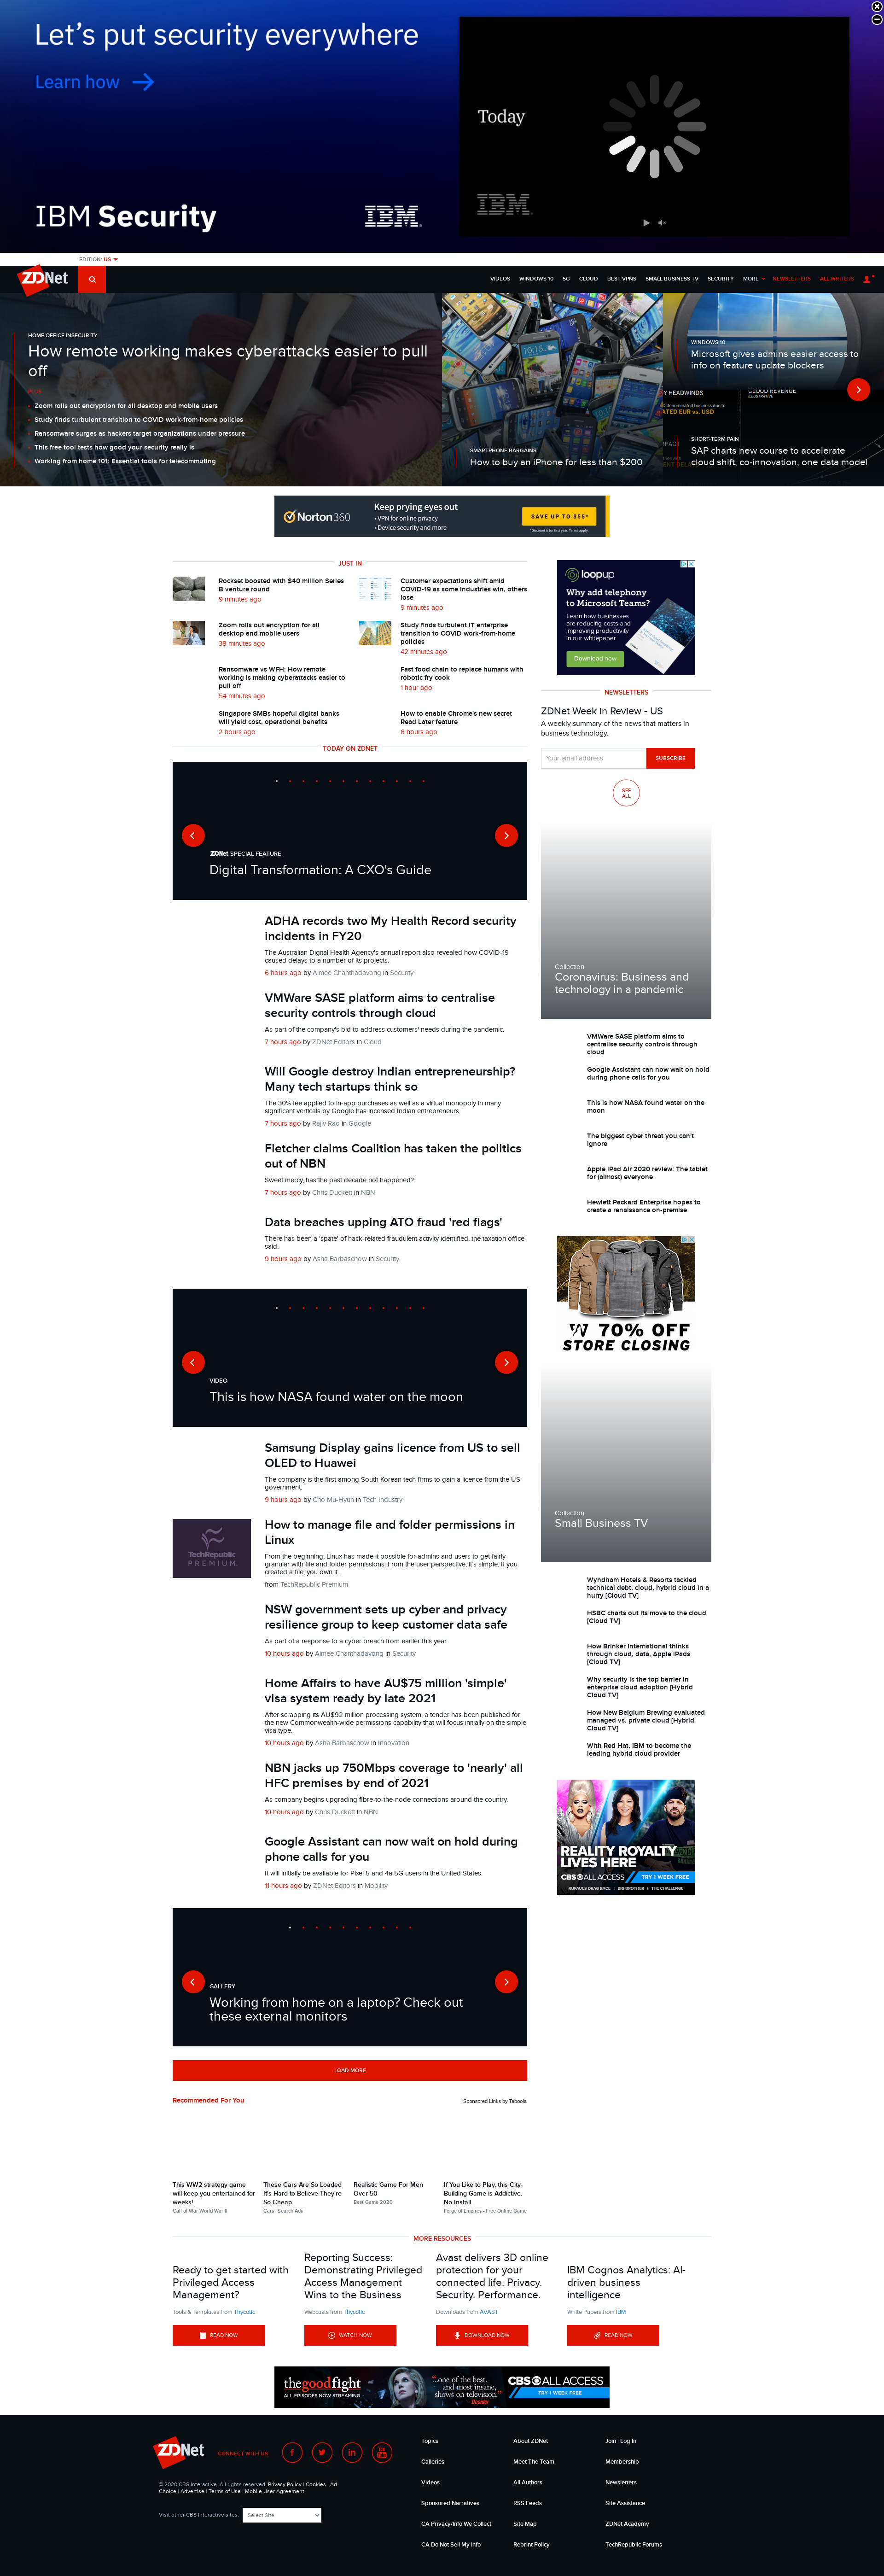 Let's put security everywhere
Learn how
Today
IBM Security
IBM
IBM
EDITION: US
ZDNet
VIDEOS
WINDOWS 10
5G
CLOUD
BEST VPNS
SMALL BUSINESS TV
SECURITY
MORE
NEWSLETTERS
ALL WRITERS
HOME OFFICE INSECURITY
How remote working makes cyberattacks easier to pull
off
PLUS
Zoom rolls out encryption for all desktop and mobile users
Study finds turbulent transition to COVID work-from-home policies
Ransomware surges as hackers target organizations under pressure
This free tool tests how good your security really is
Working from home 101: Essential tools for telecommuting
SMARTPHONE BARGAINS
How to buy an iPhone for less than $200
WINDOWS 10
Microsoft gives admins easier access to
info on feature update blockers
Y HEADWINDS
CLOUD REVENUE
ILLUSTRATIVE
SHORT-TERM PAIN
SAP charts new course to accelerate
cloud shift, co-innovation, one data model
Norton360
Keep prying eyes out
• VPN for online privacy
• Device security and more
SAVE UP TO $55*
*Discount is for first year. Terms apply.
JUST IN
Rockset boosted with $40 million Series
B venture round
9 minutes ago
Customer expectations shift amid
COVID-19 as some industries win, others
lose
9 minutes ago
Zoom rolls out encryption for all
desktop and mobile users
38 minutes ago
Study finds turbulent IT enterprise
transition to COVID work-from-home
policies
42 minutes ago
Ransomware vs WFH: How remote
working is making cyberattacks easier to
pull off
54 minutes ago
Fast food chain to replace humans with
robotic fry cook
1 hour ago
Singapore SMBs hopeful digital banks
will yield cost, operational benefits
2 hours ago
How to enable Chrome's new secret
Read Later feature
6 hours ago
loopup
Why add telephony
to Microsoft Teams?
Learn how businesses
are reducing costs and
improving productivity
in our whitepaper
Download now
NEWSLETTERS
ZDNet Week in Review - US
A weekly summary of the news that matters in
business technology.
Your email address
SUBSCRIBE
SEE
ALL
TODAY ON ZDNET
ZDNet SPECIAL FEATURE
Digital Transformation: A CXO's Guide
ADHA records two My Health Record security
incidents in FY20
The Australian Digital Health Agency's annual report also revealed how COVID-19
caused delays to a number of its projects.
6 hours ago by Aimee Chanthadavong in Security
VMWare SASE platform aims to centralise
security controls through cloud
As part of the company's bid to address customers' needs during the pandemic.
7 hours ago by ZDNet Editors in Cloud
Will Google destroy Indian entrepreneurship?
Many tech startups think so
The 30% fee applied to in-app purchases as well as a virtual monopoly in many
significant verticals by Google has incensed Indian entrepreneurs.
7 hours ago by Rajiv Rao in Google
Fletcher claims Coalition has taken the politics
out of NBN
Sweet mercy, has the past decade not happened?
7 hours ago by Chris Duckett in NBN
Data breaches upping ATO fraud 'red flags'
There has been a 'spate' of hack-related fraudulent activity identified, the taxation office
said.
9 hours ago by Asha Barbaschow in Security
Collection
Coronavirus: Business and
technology in a pandemic
VMWare SASE platform aims to
centralise security controls through
cloud
Google Assistant can now wait on hold
during phone calls for you
This is how NASA found water on the
moon
The biggest cyber threat you can't
ignore
Apple iPad Air 2020 review: The tablet
for (almost) everyone
Hewlett Packard Enterprise hopes to
create a renaissance on-premise
70% OFF
STORE CLOSING
VIDEO
This is how NASA found water on the moon
Samsung Display gains licence from US to sell
OLED to Huawei
The company is the first among South Korean tech firms to gain a licence from the US
government.
9 hours ago by Cho Mu-Hyun in Tech Industry
TechRepublic
PREMIUM
How to manage file and folder permissions in
Linux
From the beginning, Linux has made it possible for admins and users to get fairly
granular with file and folder permissions. From the user perspective, it's simple: If you
created a file, you own it...
from TechRepublic Premium
NSW government sets up cyber and privacy
resilience group to keep customer data safe
As part of a response to a cyber breach from earlier this year.
10 hours ago by Aimee Chanthadavong in Security
Home Affairs to have AU$75 million 'simple'
visa system ready by late 2021
After scrapping its AU$92 million processing system, a tender has been published for
the new Commonwealth-wide permissions capability that will focus initially on the simple
visa type.
10 hours ago by Asha Barbaschow in Innovation
NBN jacks up 750Mbps coverage to 'nearly' all
HFC premises by end of 2021
As company begins upgrading fibre-to-the-node connections around the country.
10 hours ago by Chris Duckett in NBN
Google Assistant can now wait on hold during
phone calls for you
It will initially be available for Pixel 5 and 4a 5G users in the United States.
11 hours ago by ZDNet Editors in Mobility
Collection
Small Business TV
Wyndham Hotels & Resorts tackled
technical debt, cloud, hybrid cloud in a
hurry [Cloud TV]
HSBC charts out its move to the cloud
[Cloud TV]
How Brinker International thinks
through cloud, data, Apple iPads
[Cloud TV]
Why security is the top barrier in
enterprise cloud adoption [Hybrid
Cloud TV]
How New Belgium Brewing evaluated
managed vs. private cloud [Hybrid
Cloud TV]
With Red Hat, IBM to become the
leading hybrid cloud provider
REALITY ROYALTY
LIVES HERE
CBS ALL ACCESS
TRY 1 WEEK FREE
RUPAUL'S DRAG RACE | BIG BROTHER | THE CHALLENGE
GALLERY
Working from home on a laptop? Check out
these external monitors
LOAD MORE
Recommended For You
Sponsored Links by Taboola
This WW2 strategy game
will keep you entertained for
weeks!
Call of War World War II
These Cars Are So Loaded
It's Hard to Believe They're
So Cheap
Cars | Search Ads
Realistic Game For Men
Over 50
Best Game 2020
If You Like to Play, this City-
Building Game is Addictive.
No Install.
Forge of Empires - Free Online Game
MORE RESOURCES
Ready to get started with
Privileged Access
Management?
Tools & Templates from Thycotic
READ NOW
Reporting Success:
Demonstrating Privileged
Access Management
Wins to the Business
Webcasts from Thycotic
WATCH NOW
Avast delivers 3D online
protection for your
connected life. Privacy.
Security. Performance.
Downloads from AVAST
DOWNLOAD NOW
IBM Cognos Analytics: AI-
driven business
intelligence
White Papers from IBM
READ NOW
thegoodfight
ALL EPISODES NOW STREAMING
"...one of the best,
and most insane,
shows on television."
– Decider
CBS ALL ACCESS
TRY 1 WEEK FREE
ZDNet
CONNECT WITH US
© 2020 CBS Interactive. All rights reserved. Privacy Policy | Cookies | Ad
Choice | Advertise | Terms of Use | Mobile User Agreement
Visit other CBS Interactive sites:
Select Site
Topics
Galleries
Videos
Sponsored Narratives
CA Privacy/Info We Collect
CA Do Not Sell My Info
About ZDNet
Meet The Team
All Authors
RSS Feeds
Site Map
Reprint Policy
Join | Log In
Membership
Newsletters
Site Assistance
ZDNet Academy
TechRepublic Forums